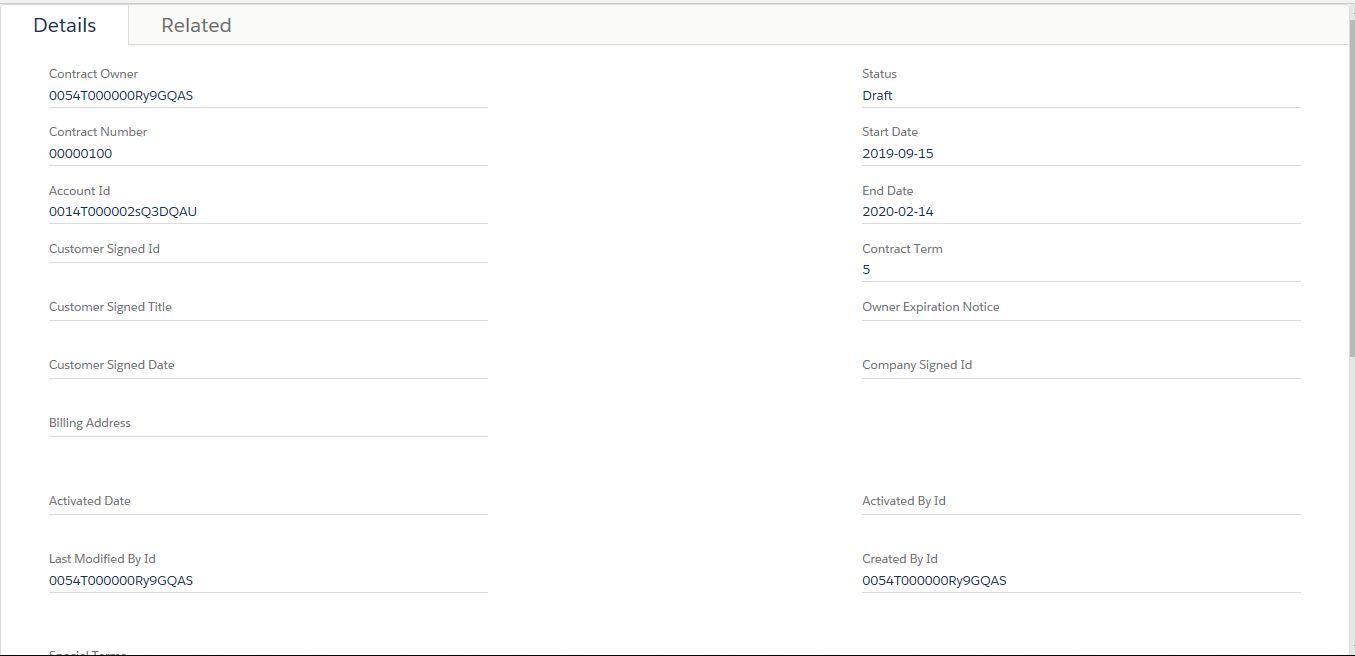 Details
Related
Contract Owner
0054T000000Ry9GQAS
Status
Draft
Contract Number
00000100
Start Date
2019-09-15
Account Id
0014T000002sQ3DQAU
End Date
2020-02-14
Customer Signed Id
Contract Term
5
Customer Signed Title
Owner Expiration Notice
Customer Signed Date
Company Signed Id
Billing Address
Activated Date
Activated By Id
Last Modified By Id
0054T000000Ry9GQAS
Created By Id
0054T000000Ry9GQAS
Special Terms